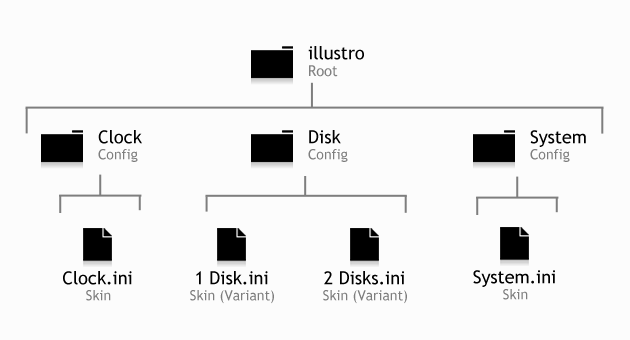 illustro
Root
Clock
Config
Disk
Config
System
Config
Clock.ini
Skin
1 Disk.ini
Skin (Variant)
2 Disks.ini
Skin (Variant)
System.ini
Skin